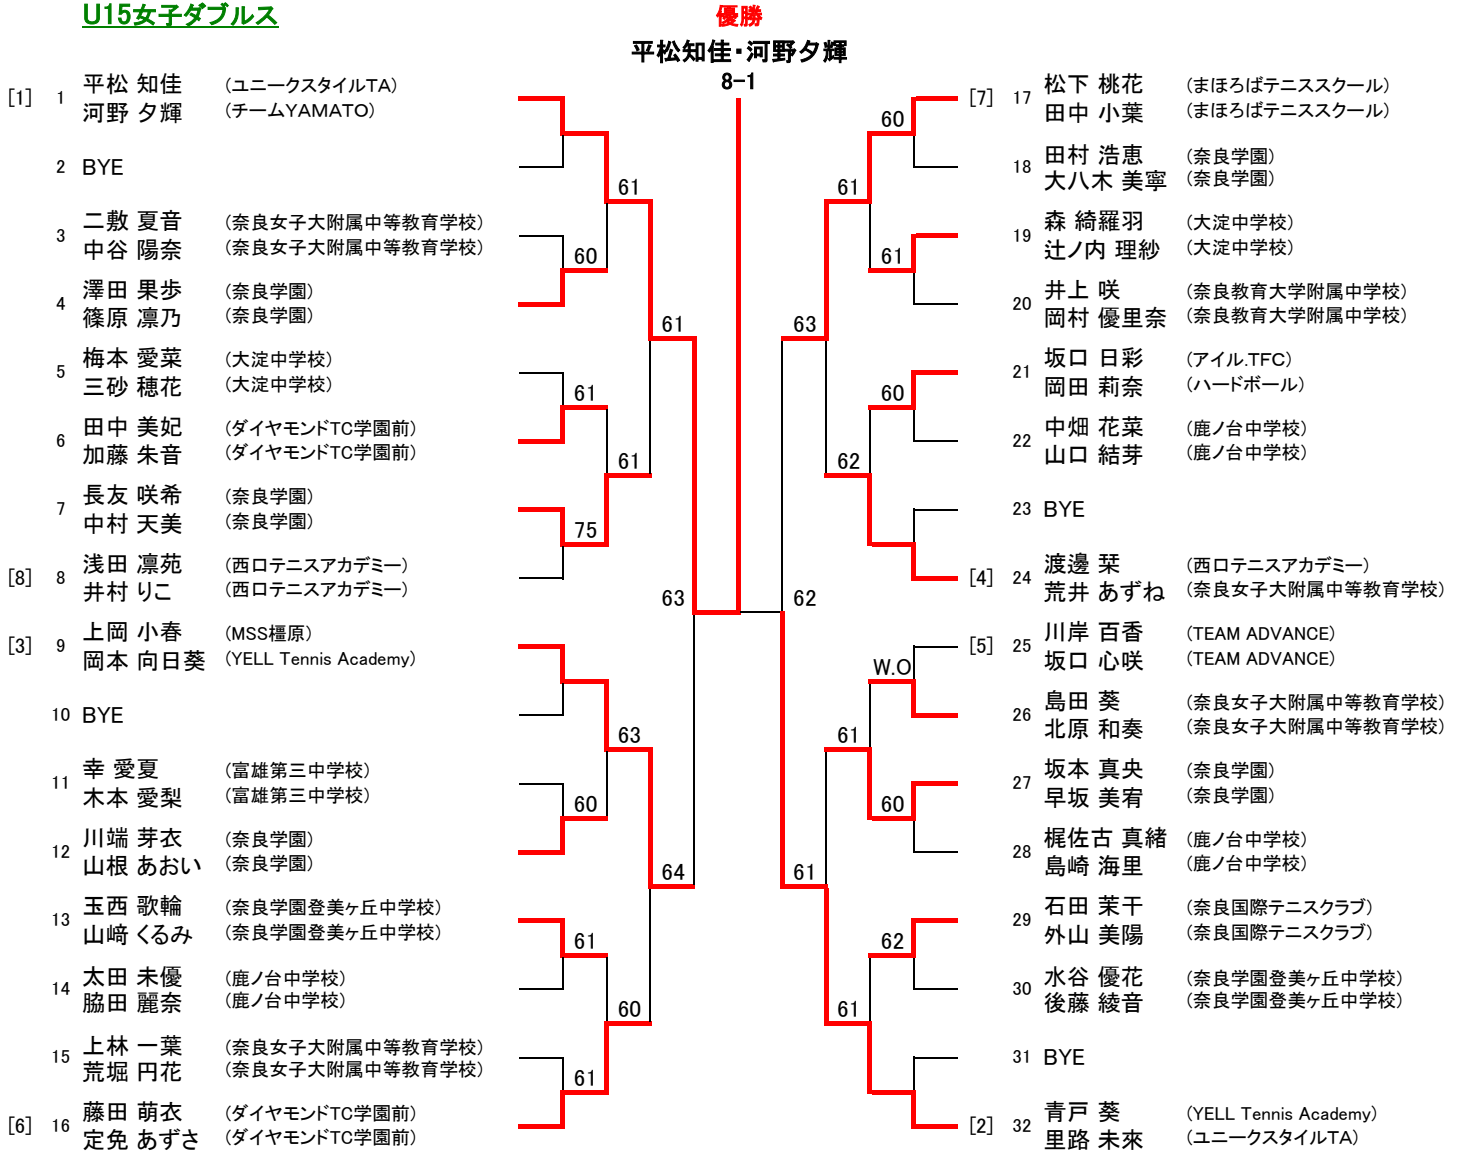 U15女子ダブルス
優勝
平松知佳・河野夕輝
8-1
[1] 1 平松 知佳 (ユニークスタイルTA)
河野 夕輝 (チームYAMATO)
2 BYE
61
3 二敷 夏音 (奈良女子大附属中等教育学校)
中谷 陽奈 (奈良女子大附属中等教育学校)
60
4 澤田 果歩 (奈良学園)
篠原 凛乃 (奈良学園)
61
5 梅本 愛菜 (大淀中学校)
三砂 穂花 (大淀中学校)
61
6 田中 美妃 (ダイヤモンドTC学園前)
加藤 朱音 (ダイヤモンドTC学園前)
61
7 長友 咲希 (奈良学園)
中村 天美 (奈良学園)
75
[8] 8 浅田 凛苑 (西口テニスアカデミー)
井村 りこ (西口テニスアカデミー)
63
[3] 9 上岡 小春 (MSS橿原)
岡本 向日葵 (YELL Tennis Academy)
10 BYE
63
11 幸 愛夏 (富雄第三中学校)
木本 愛梨 (富雄第三中学校)
60
12 川端 芽衣 (奈良学園)
山根 あおい (奈良学園)
64
13 玉西 歌輪 (奈良学園登美ヶ丘中学校)
山﨑 くるみ (奈良学園登美ヶ丘中学校)
61
14 太田 未優 (鹿ノ台中学校)
脇田 麗奈 (鹿ノ台中学校)
60
15 上林 一葉 (奈良女子大附属中等教育学校)
荒堀 円花 (奈良女子大附属中等教育学校)
61
[6] 16 藤田 萌衣 (ダイヤモンドTC学園前)
定免 あずさ (ダイヤモンドTC学園前)
[7] 17 松下 桃花 (まほろばテニススクール)
田中 小葉 (まほろばテニススクール)
60
18 田村 浩恵 (奈良学園)
大八木 美寧 (奈良学園)
61
19 森 綺羅羽 (大淀中学校)
辻ノ内 理紗 (大淀中学校)
61
20 井上 咲 (奈良教育大学附属中学校)
岡村 優里奈 (奈良教育大学附属中学校)
63
21 坂口 日彩 (アイル.TFC)
岡田 莉奈 (ハードボール)
60
22 中畑 花菜 (鹿ノ台中学校)
山口 結芽 (鹿ノ台中学校)
62
23 BYE
[4] 24 渡邊 栞 (西口テニスアカデミー)
荒井 あずね (奈良女子大附属中等教育学校)
62
[5] 25 川岸 百香 (TEAM ADVANCE)
坂口 心咲 (TEAM ADVANCE)
W.O
26 島田 葵 (奈良女子大附属中等教育学校)
北原 和奏 (奈良女子大附属中等教育学校)
61
27 坂本 真央 (奈良学園)
早坂 美宥 (奈良学園)
60
28 梶佐古 真緒 (鹿ノ台中学校)
島崎 海里 (鹿ノ台中学校)
61
29 石田 茉干 (奈良国際テニスクラブ)
外山 美陽 (奈良国際テニスクラブ)
62
30 水谷 優花 (奈良学園登美ヶ丘中学校)
後藤 綾音 (奈良学園登美ヶ丘中学校)
61
31 BYE
[2] 32 青戸 葵 (YELL Tennis Academy)
里路 未來 (ユニークスタイルTA)